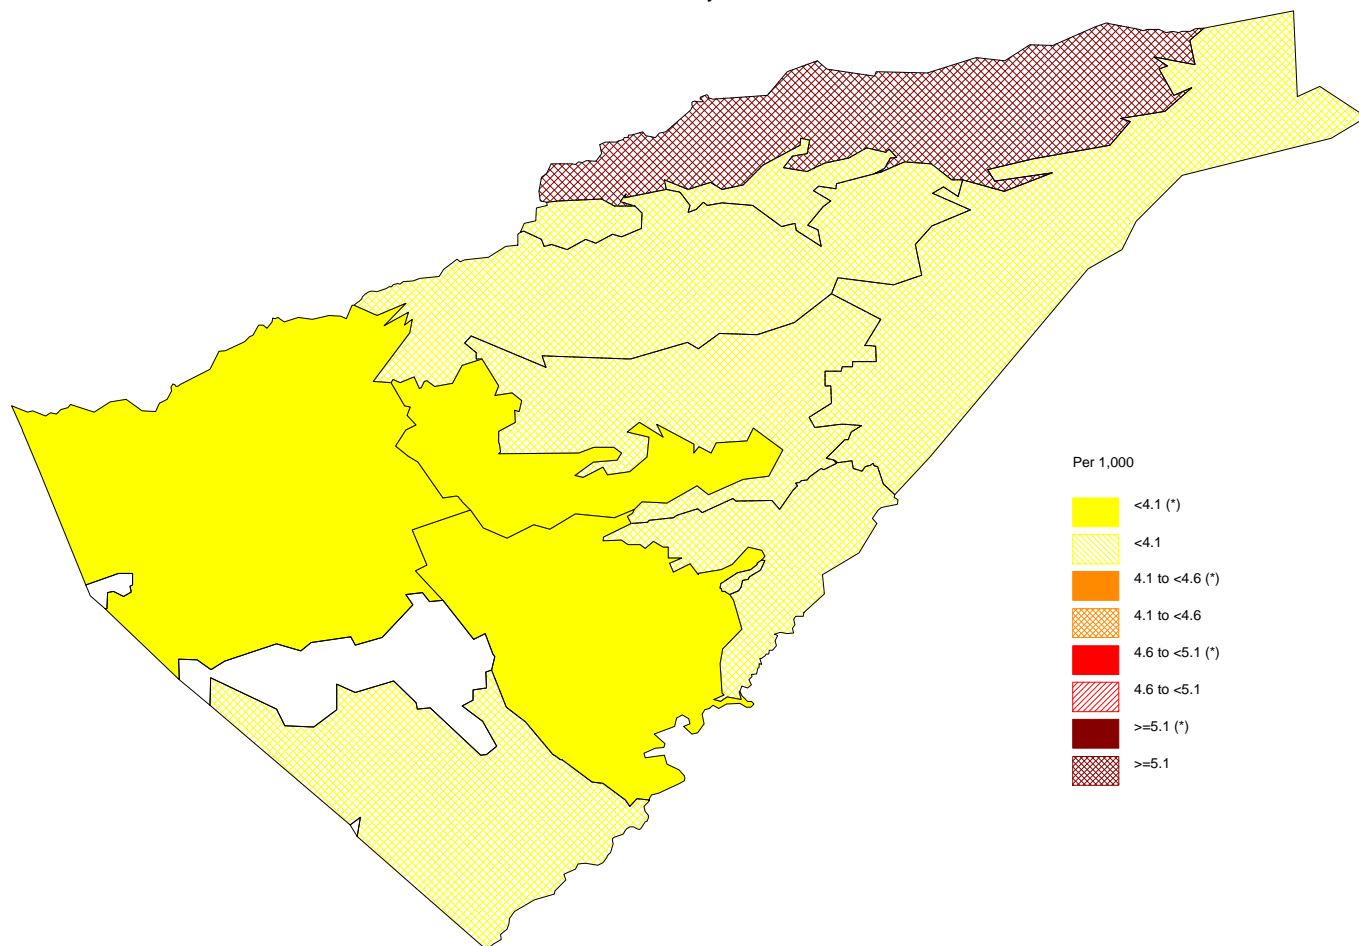 Per 1,000
<4.1 (*)
<4.1
4.1 to <4.6 (*)
4.1 to <4.6
4.6 to <5.1 (*)
4.6 to <5.1
>=5.1 (*)
>=5.1